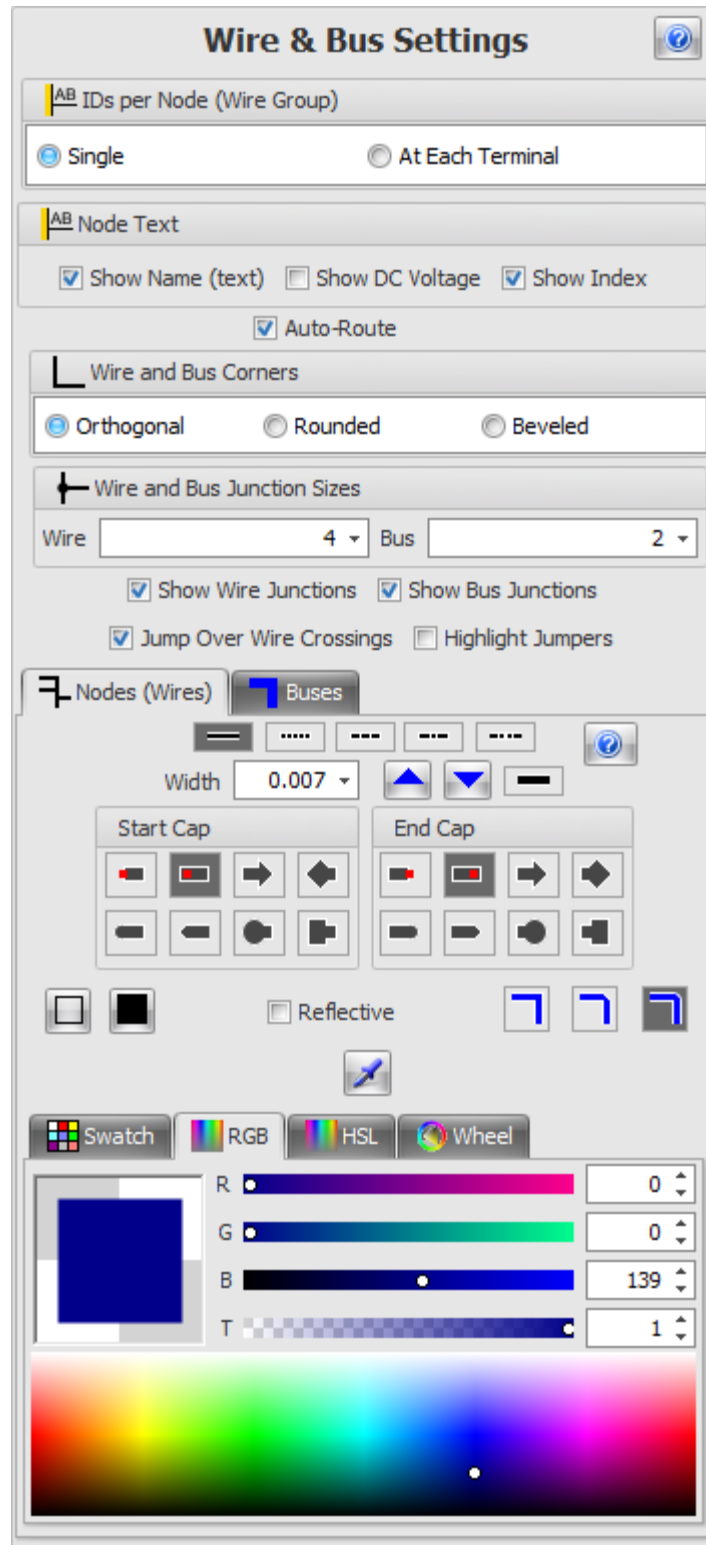 Wire & Bus Settings
AB IDs per Node (Wire Group)
Single At Each Terminal
AB Node Text
Show Name (text) Show DC Voltage Show Index
Auto-Route
Wire and Bus Corners
Orthogonal Rounded Beveled
Wire and Bus Junction Sizes
Wire 4 Bus 2
Show Wire Junctions Show Bus Junctions
Jump Over Wire Crossings Highlight Jumpers
Nodes (Wires) Buses
Width 0.007
Start Cap End Cap
Reflective
Swatch RGB HSL Wheel
R 0
G 0
B 139
T 1